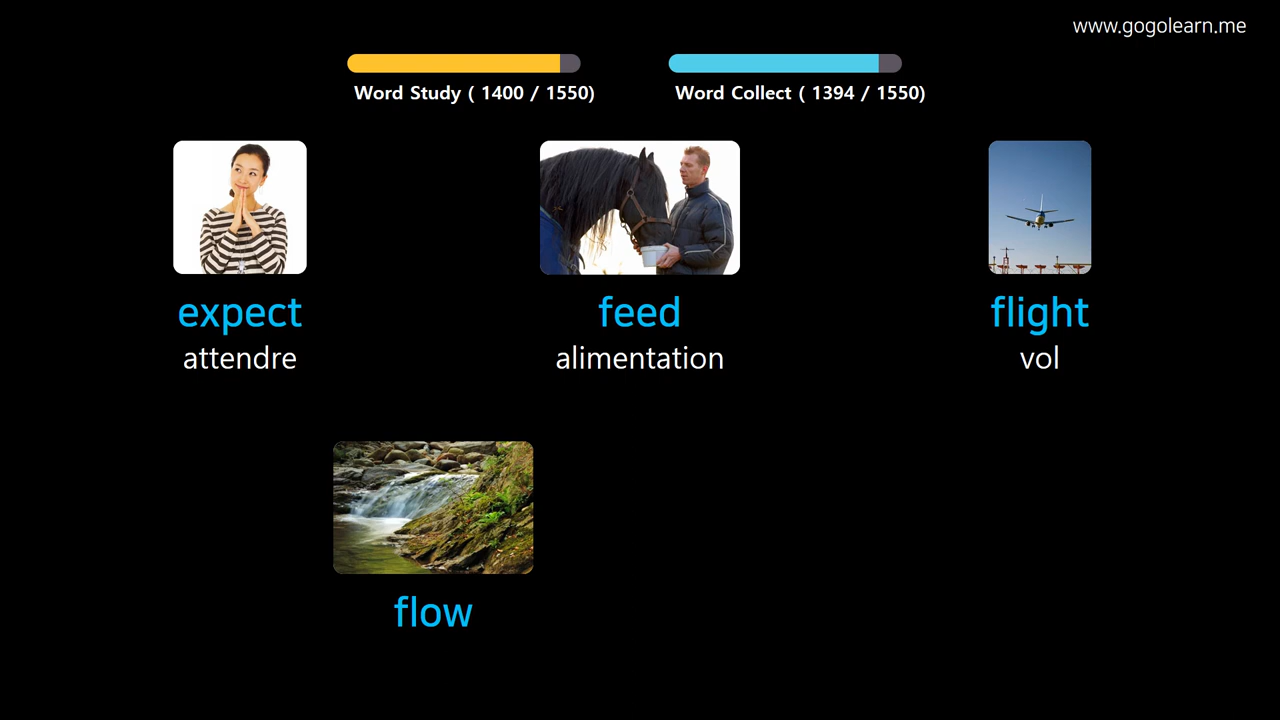 www.gogolearn.me
Word Study ( 1400 / 1550)
Word Collect ( 1394 / 1550)
expect
attendre
feed
alimentation
flight
vol
flow